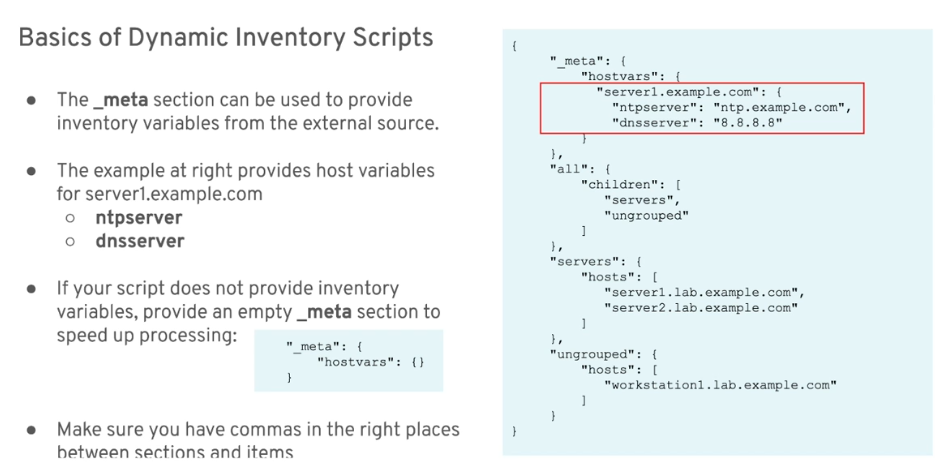 Basics of Dynamic Inventory Scripts
● The _meta section can be used to provide
inventory variables from the external source.
● The example at right provides host variables
for server1.example.com
○ ntpserver
○ dnsserver
● If your script does not provide inventory
variables, provide an empty _meta section to
speed up processing:
"_meta": {
"hostvars": {}
}
● Make sure you have commas in the right places
between sections and items
{
"_meta": {
"hostvars": {
"server1.example.com": {
"ntpserver": "ntp.example.com",
"dnsserver": "8.8.8.8"
}
},
"all": {
"children": [
"servers",
"ungrouped"
]
},
"servers": {
"hosts": [
"server1.lab.example.com",
"server2.lab.example.com"
]
},
"ungrouped": {
"hosts": [
"workstation1.lab.example.com"
]
}
}